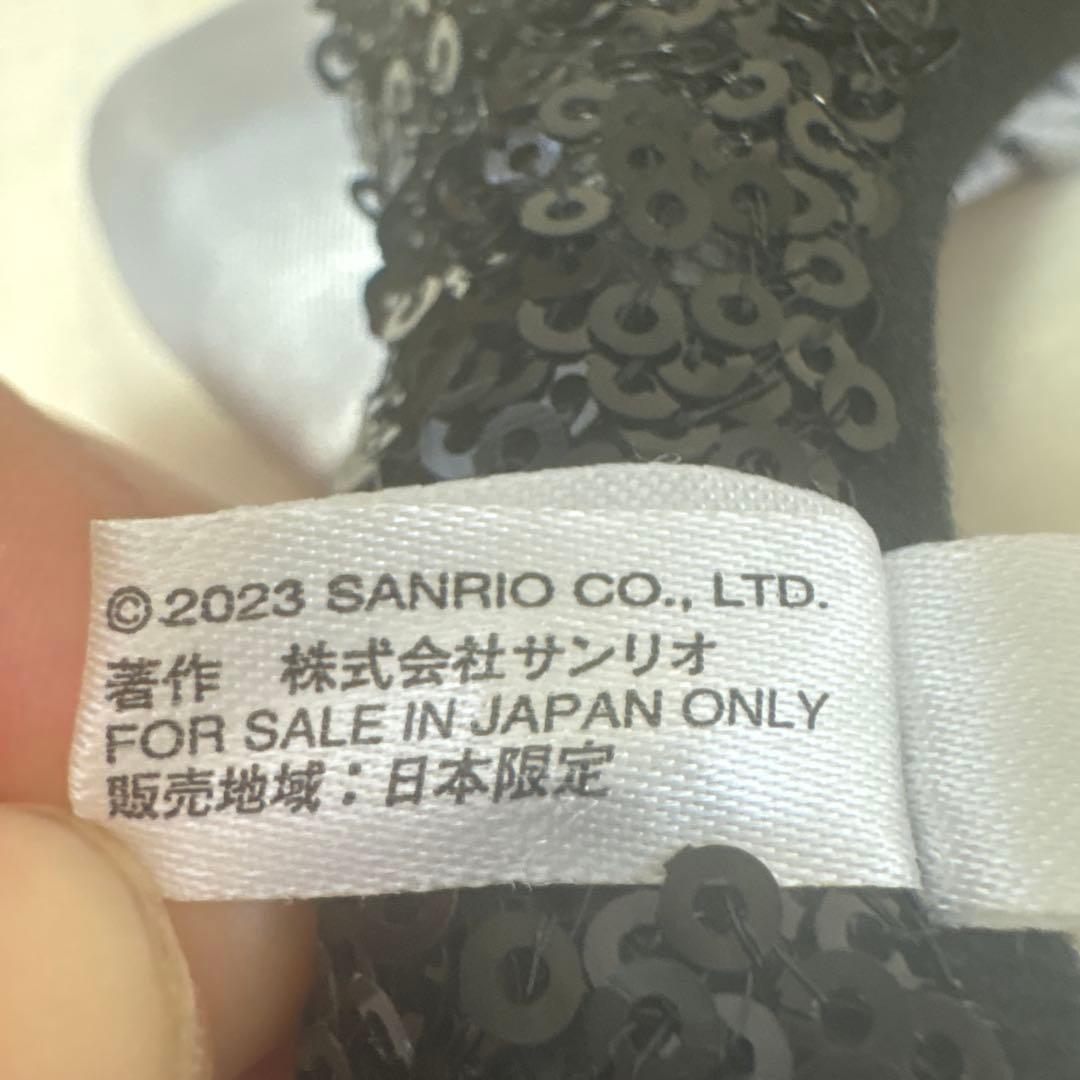 ©2023 SANRIO CO., LTD.
著作　株式会社サンリオ
FOR SALE IN JAPAN ONLY
販売地域：日本限定